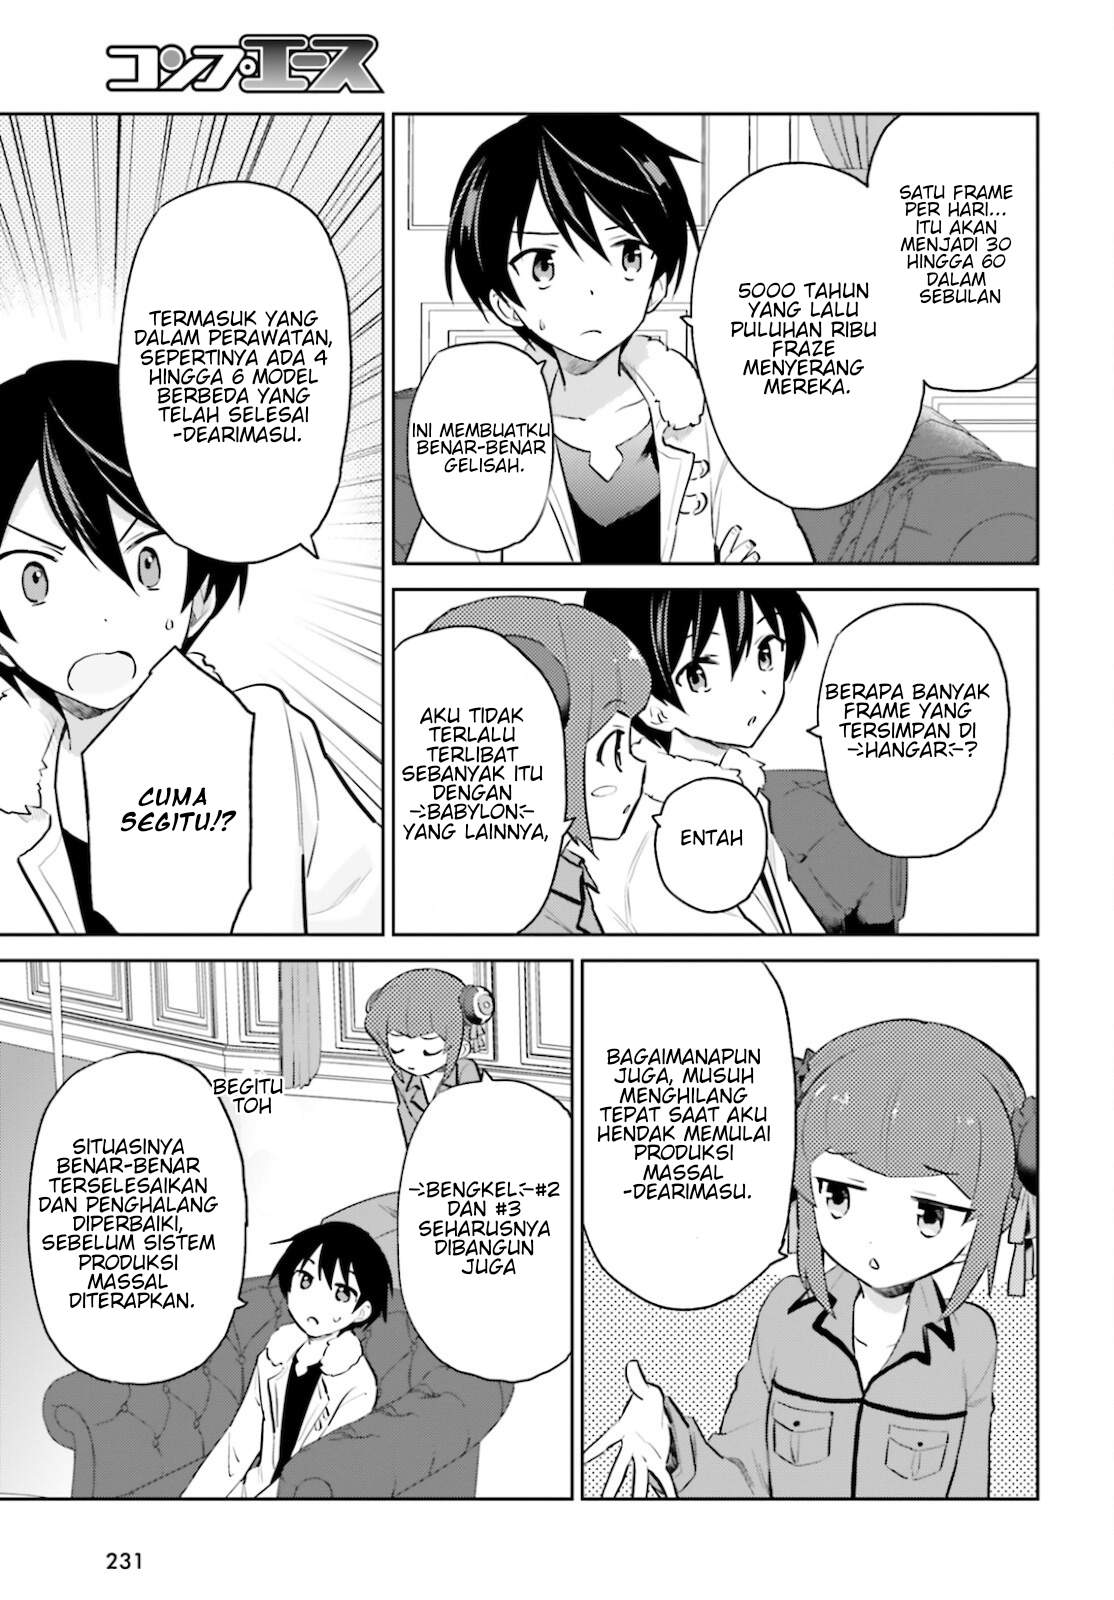 コンプエース
SATU FRAME
PER HARI...
ITU AKAN
MENJADI 30
HINGGA 60
DALAM
SEBULAN
5000 TAHUN
YANG LALU
PULUHAN RIBU
FRAZE
MENYERANG
MEREKA.
INI MEMBUATKU
BENAR-BENAR
GELISAH.
BERAPA BANYAK
FRAME YANG
TERSIMPAN DI
-HANGAR-?
ENTAH
AKU TIDAK
TERLALU
TERLIBAT
SEBANYAK ITU
DENGAN
-BABYLON-
YANG LAINNYA,
TERMASUK YANG
DALAM PERAWATAN,
SEPERTINYA ADA 4
HINGGA 6 MODEL
BERBEDA YANG
TELAH SELESAI
-DEARIMASU.
CUMA
SEGITU!?
BAGAIMANAPUN
JUGA, MUSUH
MENGHILANG
TEPAT SAAT AKU
HENDAK MEMULAI
PRODUKSI
MASSAL
-DEARIMASU.
-BENGKEL-#2
DAN #3
SEHARUSNYA
DIBANGUN
JUGA
BEGITU
TOH
SITUASINYA
BENAR-BENAR
TERSELESAIKAN
DAN PENGHALANG
DIPERBAIKI,
SEBELUM SISTEM
PRODUKSI
MASSAL
DITERAPKAN.
231